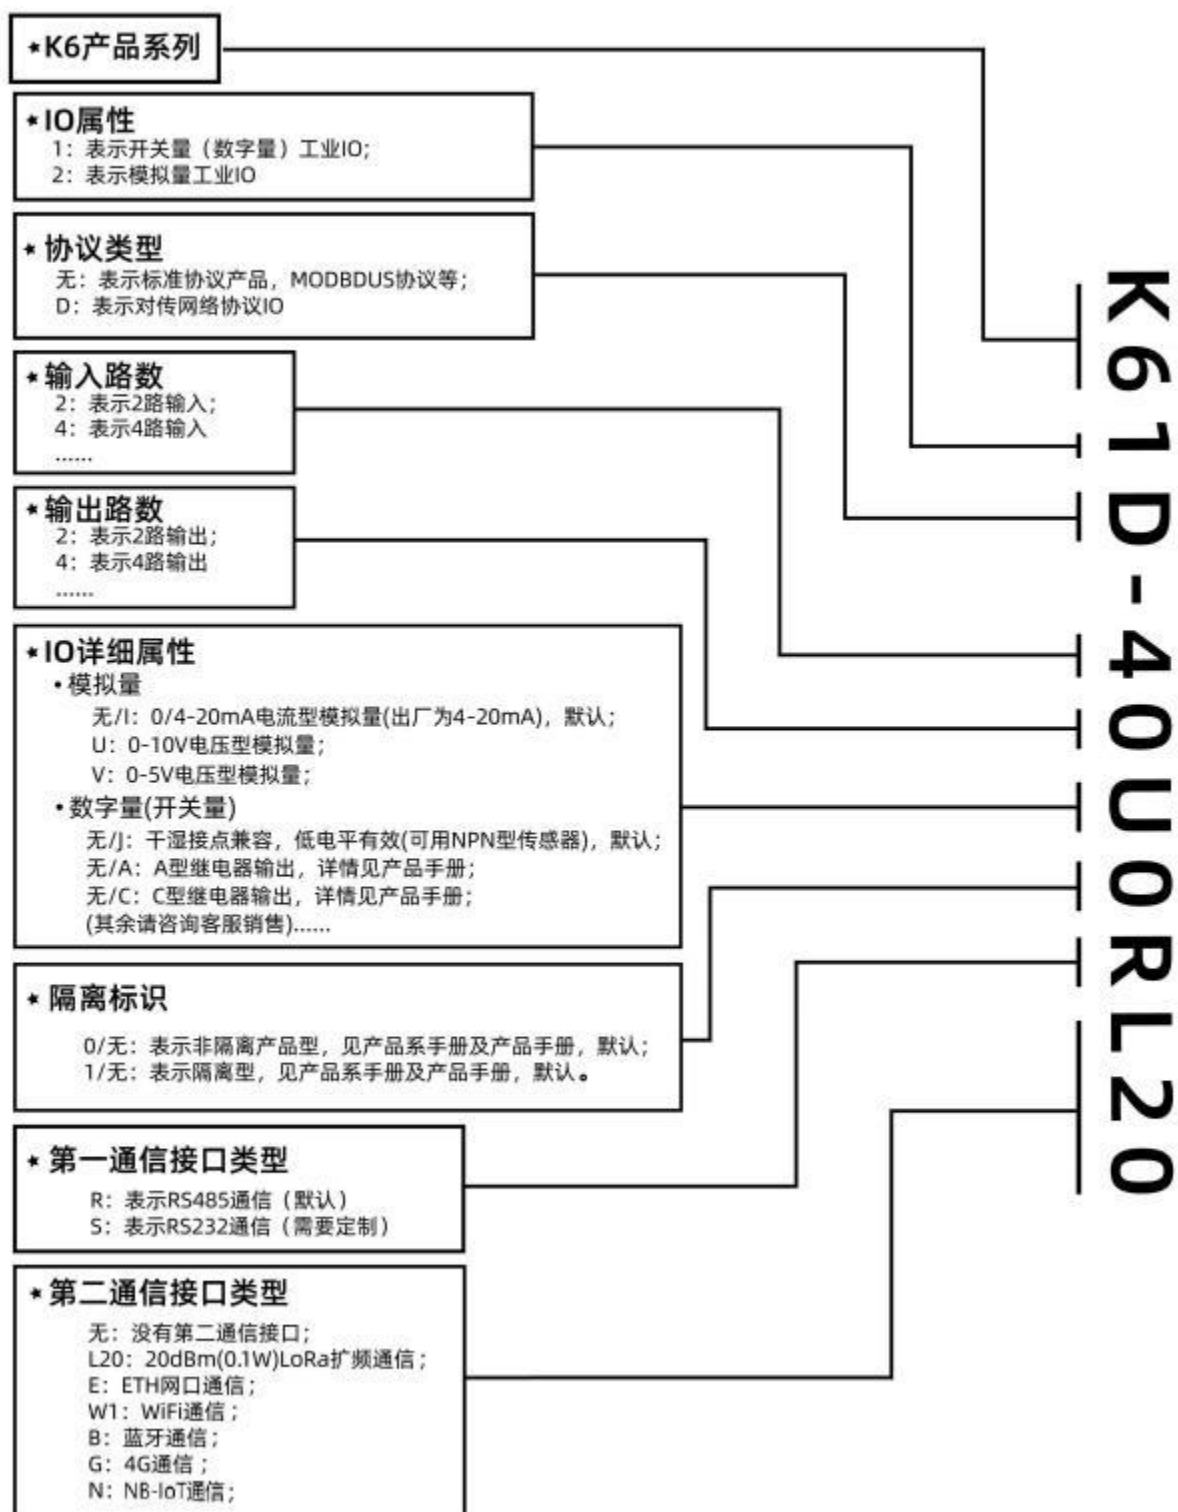 ★K6产品系列
★IO属性
1：表示开关量（数字量）工业IO;
2：表示模拟量工业IO
★ 协议类型
无：表示标准协议产品，MODBDUS协议等;
D：表示对传网络协议IO
★输入路数
2：表示2路输入;
4：表示4路输入
......
★输出路数
2：表示2路输出;
4：表示4路输出
......
★IO详细属性
•模拟量
无/I：0/4-20mA电流型模拟量(出厂为4-20mA)，默认;
U：0-10V电压型模拟量;
V：0-5V电压型模拟量;
•数字量(开关量)
无/J：干湿接点兼容，低电平有效(可用NPN型传感器)，默认;
无/A：A型继电器输出，详情见产品手册;
无/C：C型继电器输出，详情见产品手册;
(其余请咨询客服销售)......
★ 隔离标识
0/无：表示非隔离产品型，见产品系手册及产品手册，默认;
1/无：表示隔离型，见产品系手册及产品手册，默认。
★ 第一通信接口类型
R：表示RS485通信（默认）
S：表示RS232通信（需要定制）
★第二通信接口类型
无：没有第二通信接口;
L20：20dBm(0.1W)LoRa扩频通信;
E：ETH网口通信;
W1：WiFi通信;
B：蓝牙通信;
G：4G通信;
N：NB-IoT通信;
K61D-40U0RL20